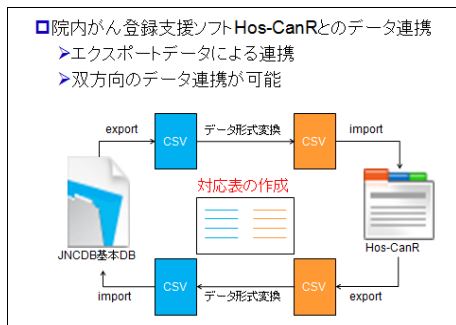 院内がん登録支援ソフトHos-CanRとのデータ連携
エクスポートデータによる連携
双方向のデータ連携が可能
export
CSV
データ形式変換
CSV
import
対応表の作成
JNCDB基本DB
Hos-CanR
import
CSV
データ形式変換
CSV
export